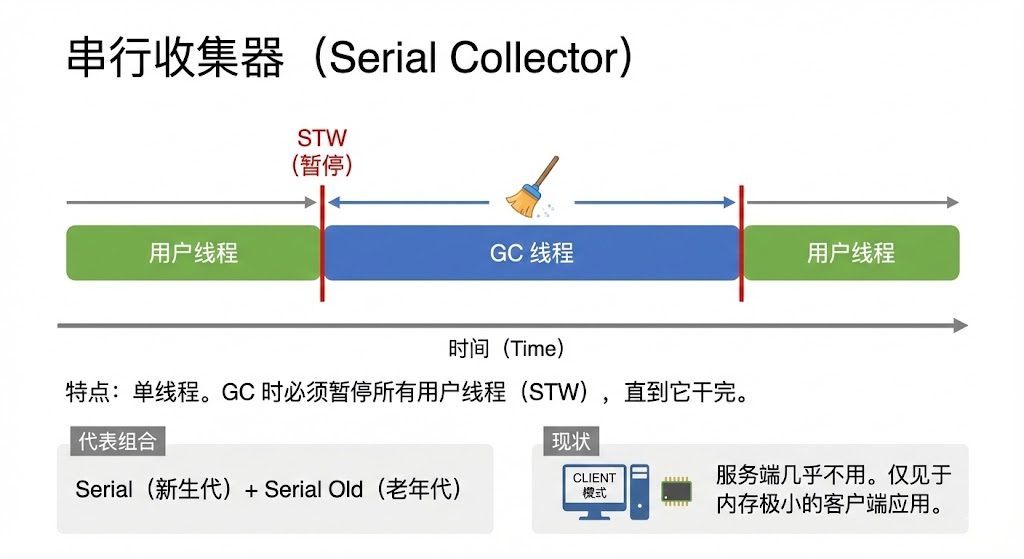 串行收集器（Serial Collector）
STW
（暂停）
用户线程
GC 线程
用户线程
时间（Time）
特点：单线程。GC 时必须暂停所有用户线程（STW），直到它干完。
代表组合
Serial（新生代）+ Serial Old（老年代）
现状
CLIENT
模式
服务端几乎不用。仅见于
内存极小的客户端应用。